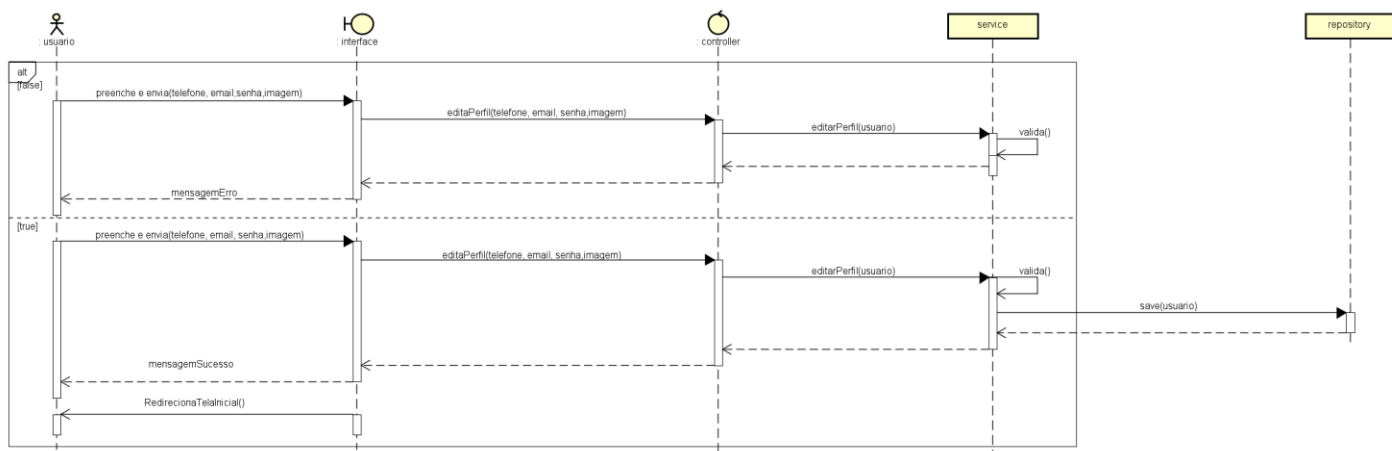 : usuario
: interface
: controller
service
repository
alt
[false]
preenche e envia(telefone, email,senha,imagem)
editaPerfil(telefone, email, senha,imagem)
editarPerfil(usuario)
valida()
mensagemErro
[true]
preenche e envia(telefone, email, senha,imagem)
editaPerfil(telefone, email, senha,imagem)
editarPerfil(usuario)
valida()
save(usuario)
mensagemSucesso
RedirecionaTelaInicial()